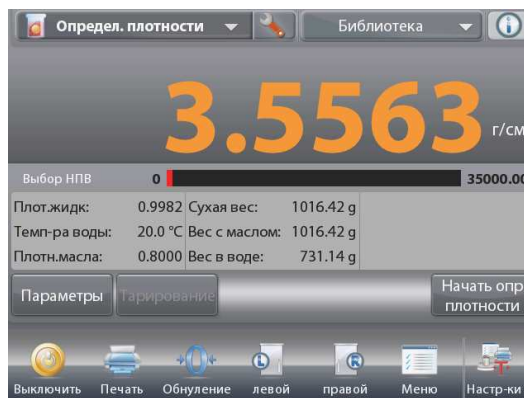 Определ. плотности Библиотека
3.5563 г/см
Выбор НПВ 0 35000.00
Плот.жидк: 0.9982 Сухая вес: 1016.42 g
Темп-ра воды: 20.0 °C Вес с маслом: 1016.42 g
Плотн.масла: 0.8000 Вес в воде: 731.14 g
Параметры Тарирование Начать опр
плотности
Выключить Печать Обнуление левой правой Меню Настр-ки